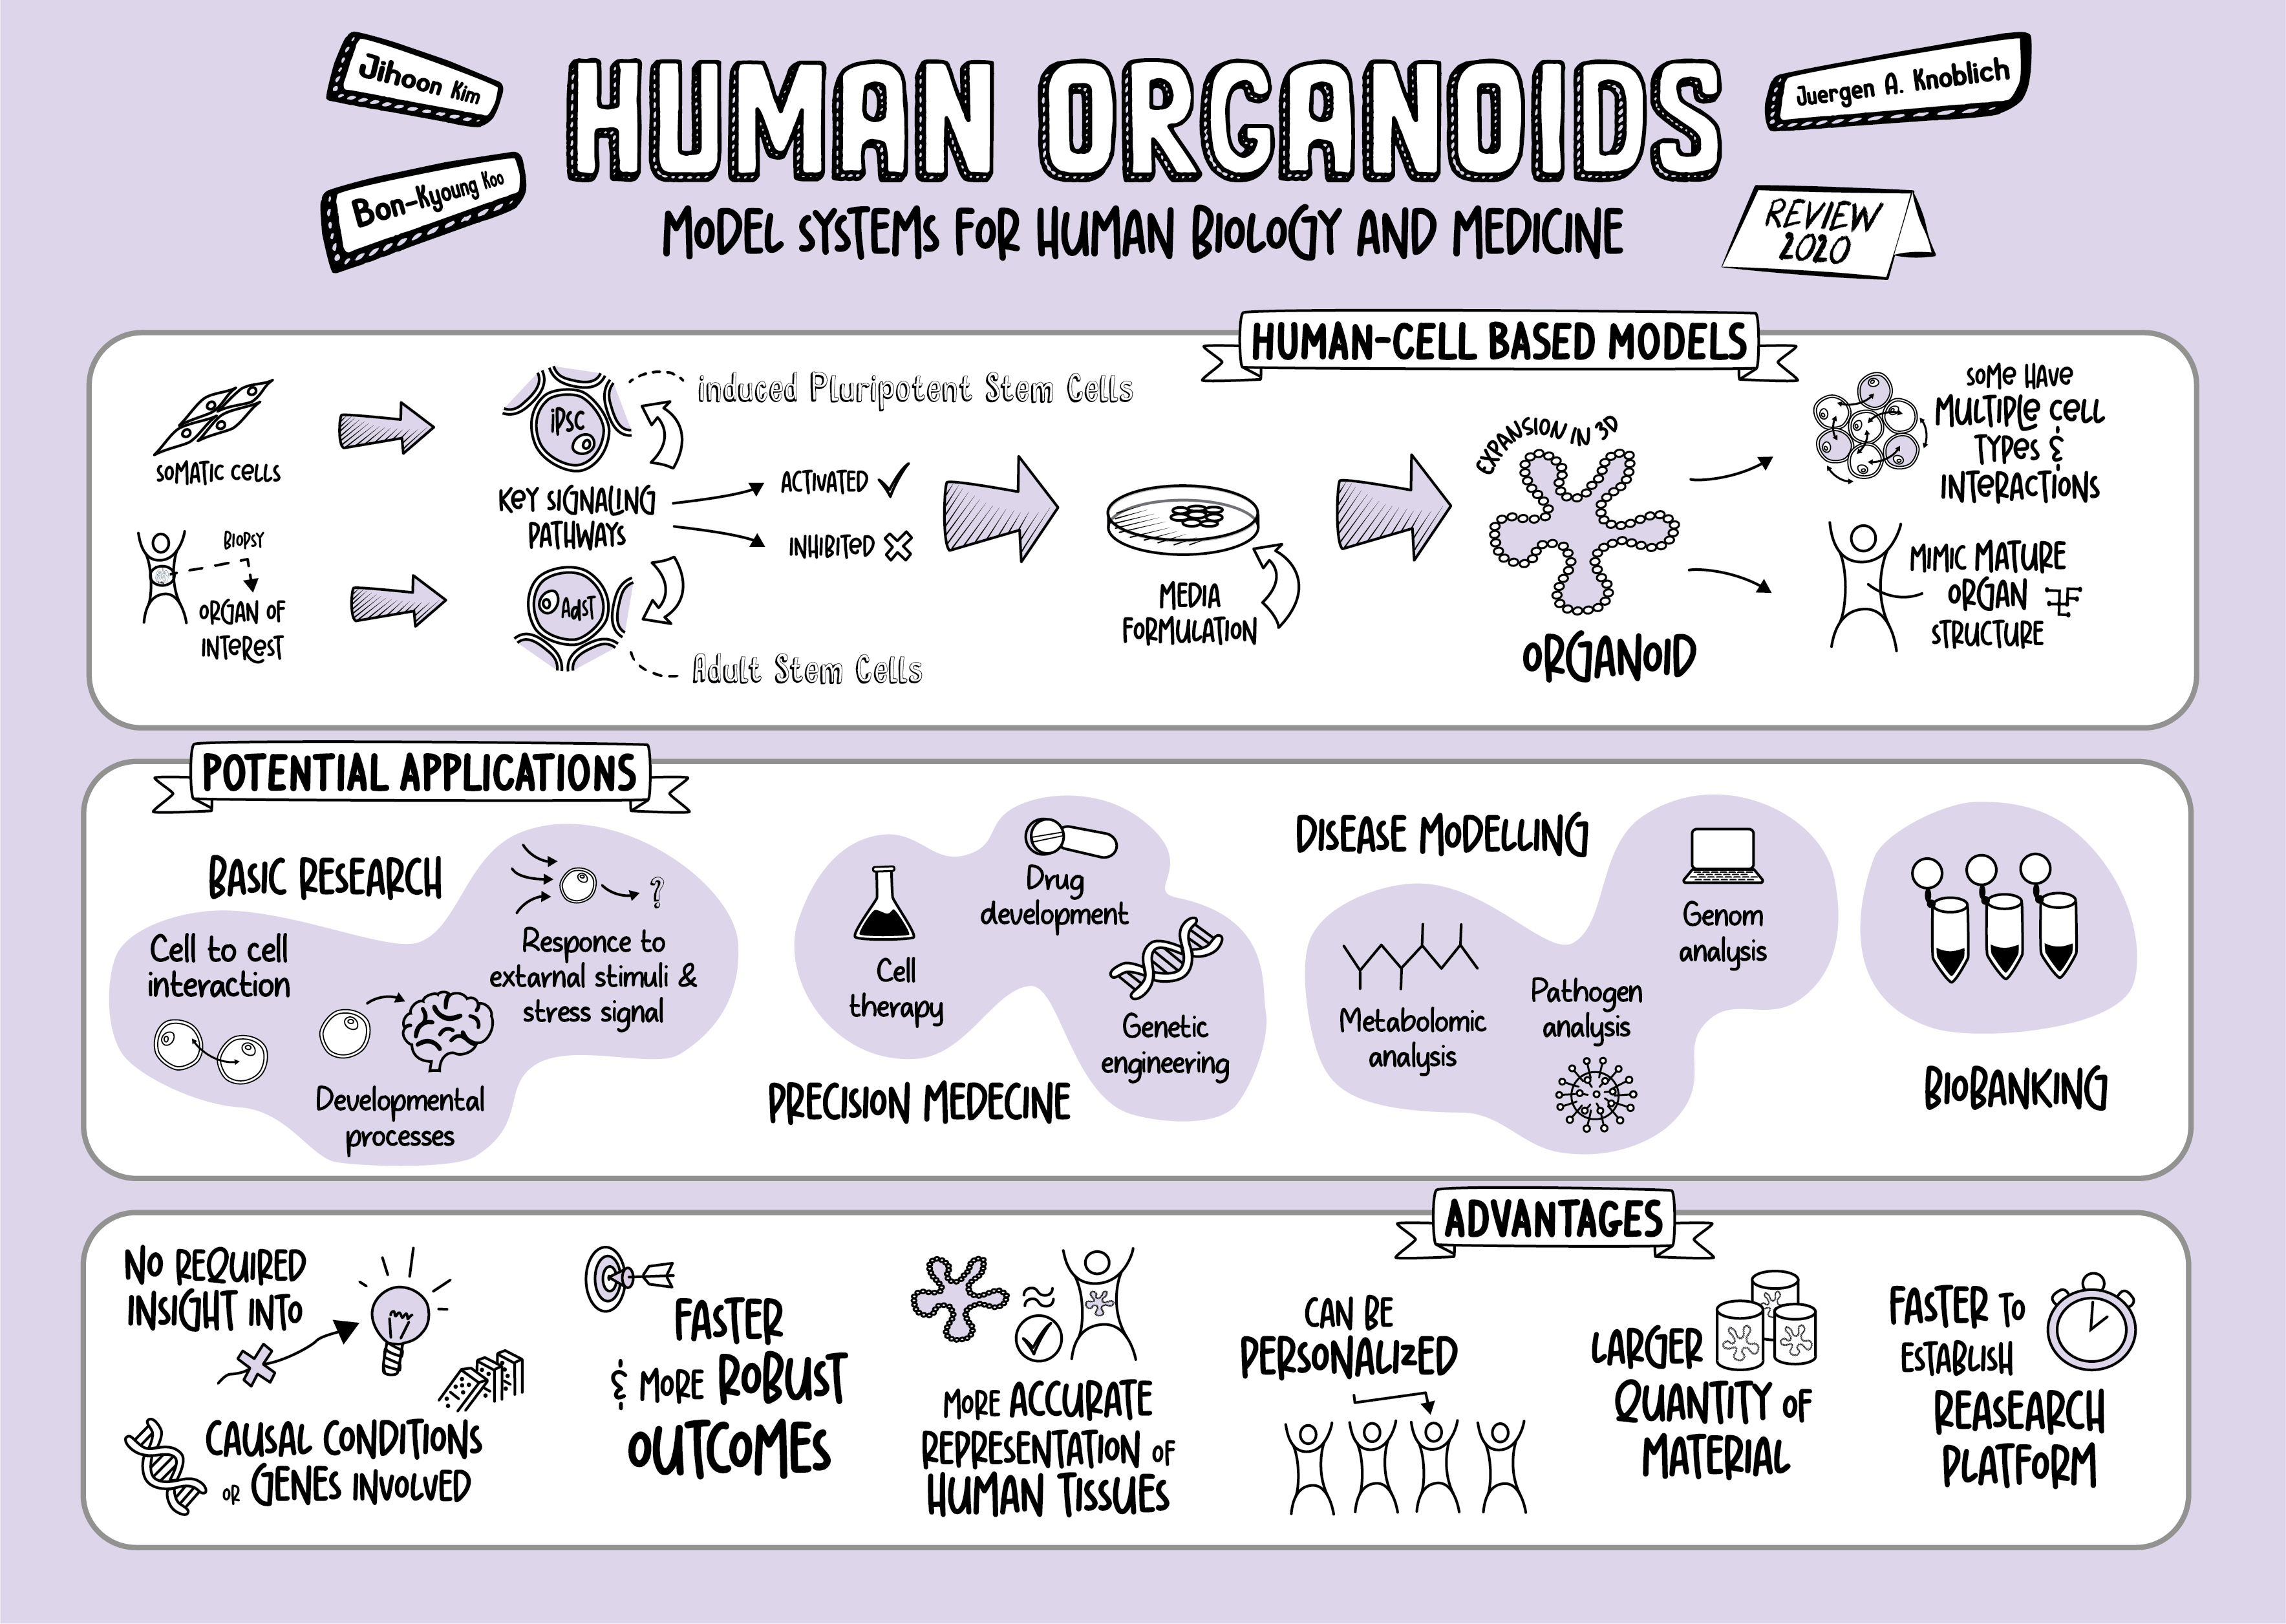 Jihoon Kim
Bon-Kyoung Koo
HUMAN ORGANOIDS
MODEL SYSTEMS FOR HUMAN BIOLOGY AND MEDICINE
Juergen A. Knoblich
REVIEW
2020
HUMAN-CELL BASED MODELS
SOMATIC CELLS
BIOPSY
ORGAN OF
INTEREST
iPSC
induced Pluripotent Stem Cells
KEY SIGNALING
PATHWAYS
ACTIVATED
INHIBITED
AdST
Adult Stem Cells
MEDIA
FORMULATION
EXPANSION IN 3D
ORGANOID
SOME HAVE
MULTIPLE CELL
TYPES &
INTERACTIONS
MIMIC MATURE
ORGAN
STRUCTURE
POTENTIAL APPLICATIONS
BASIC RESEARCH
Cell to cell
interaction
Developmental
processes
?
Responce to
extarnal stimuli &
stress signal
PRECISION MEDECINE
Cell
therapy
Drug
development
Genetic
engineering
DISEASE MODELLING
Metabolomic
analysis
Pathogen
analysis
Genom
analysis
BIOBANKING
ADVANTAGES
NO REQUIRED
INSIGHT INTO
CAUSAL CONDITIONS
OR GENES INVOLVED
FASTER
& MORE ROBUST
OUTCOMES
MORE ACCURATE
REPRESENTATION OF
HUMAN TISSUES
CAN BE
PERSONALIZED
LARGER
QUANTITY OF
MATERIAL
FASTER TO
ESTABLISH
REASEARCH
PLATFORM